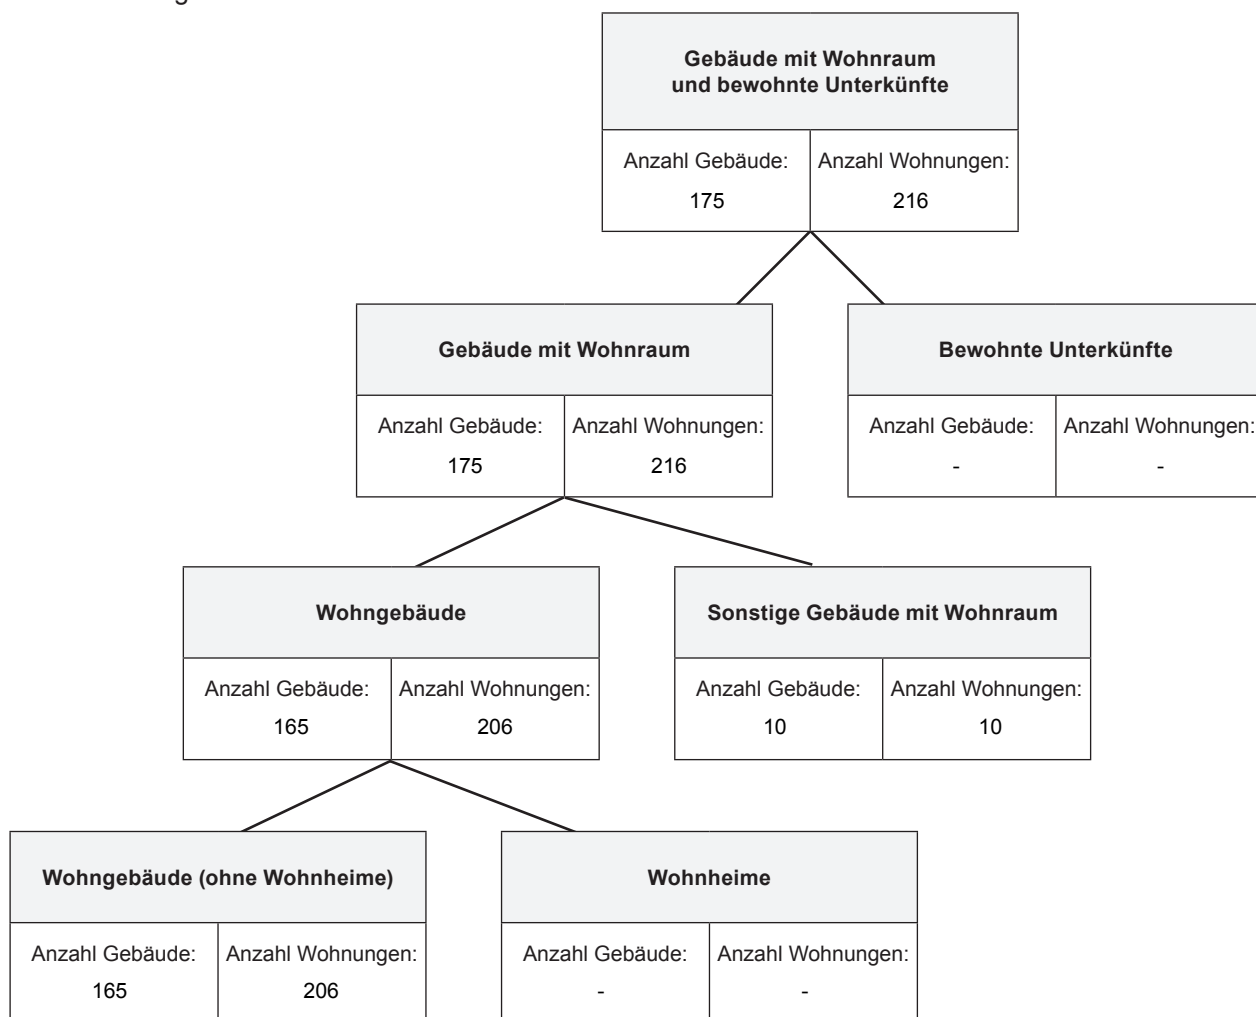 Gebäude mit Wohnraum
und bewohnte Unterkünfte
Anzahl Gebäude: Anzahl Wohnungen:
175 216
Gebäude mit Wohnraum
Bewohnte Unterkünfte
Anzahl Gebäude: Anzahl Wohnungen:
175 216
Anzahl Gebäude: Anzahl Wohnungen:
- -
Wohngebäude
Sonstige Gebäude mit Wohnraum
Anzahl Gebäude: Anzahl Wohnungen:
165 206
Anzahl Gebäude: Anzahl Wohnungen:
10 10
Wohngebäude (ohne Wohnheime)
Wohnheime
Anzahl Gebäude: Anzahl Wohnungen:
165 206
Anzahl Gebäude: Anzahl Wohnungen:
- -